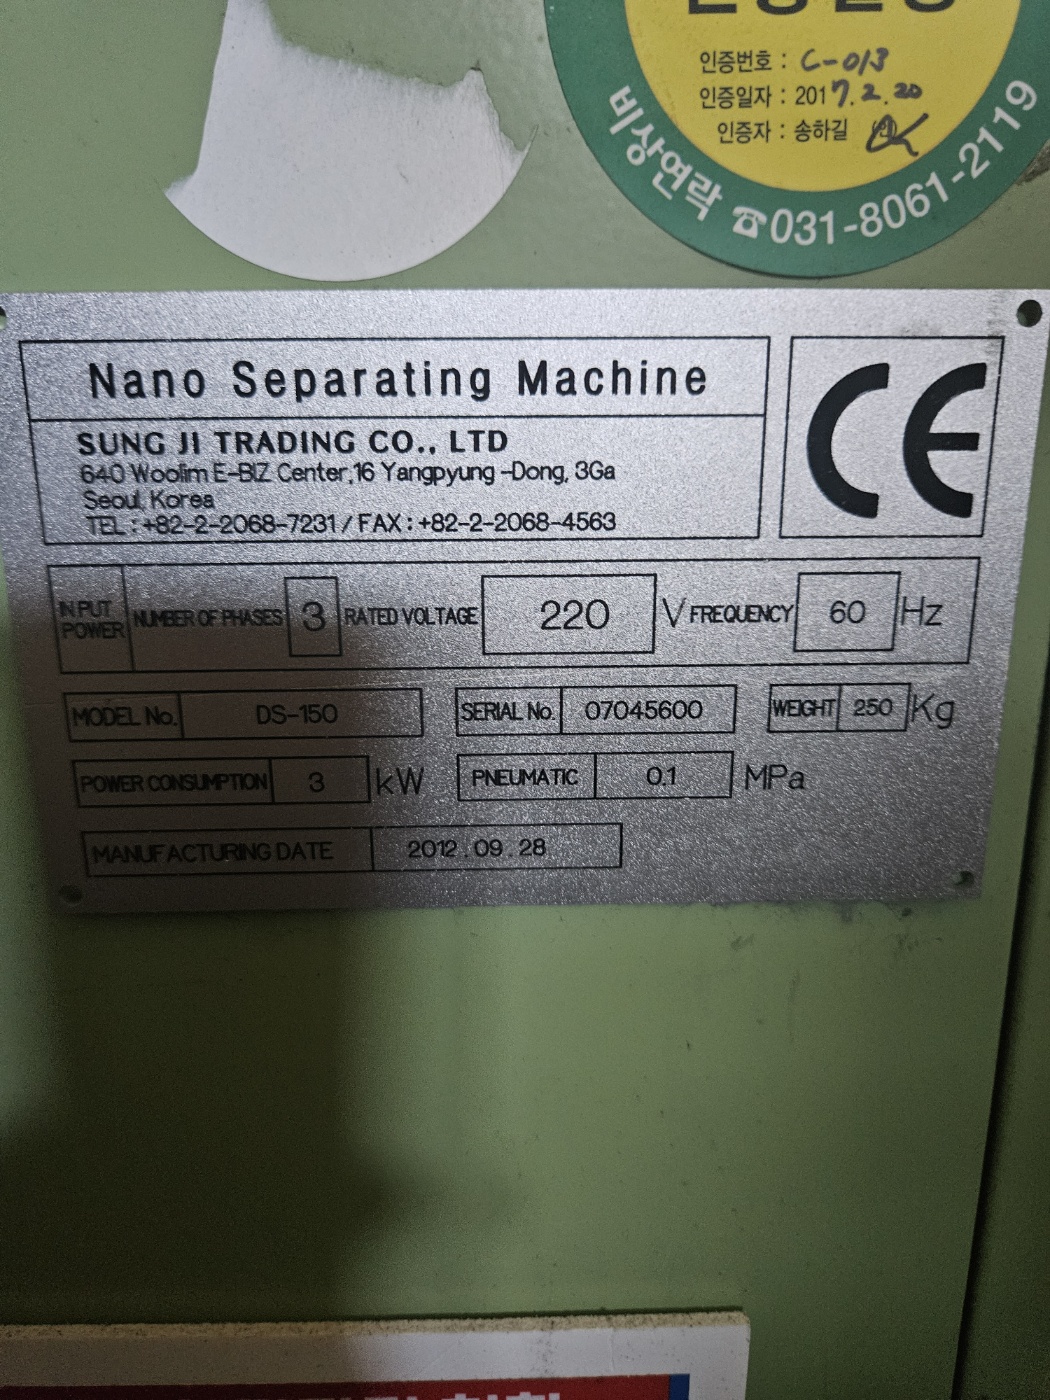 인증번호 : C-013
인증일자 : 2017.2.20
인증자 : 송하길
비상연락 ☎031-8061-2119
Nano Separating Machine
CE
SUNG JI TRADING CO., LTD
640 Woolim E-BIZ Center,16 Yangpyung-Dong, 3Ga
Seoul, Korea
TEL : +82-2-2068-7231 / FAX : +82-2-2068-4563
INPUT POWER NUMBER OF PHASES 3 RATED VOLTAGE 220 V FREQUENCY 60 Hz
MODEL No. DS-150 SERIAL No. 07045600 WEIGHT 250 Kg
POWER CONSUMPTION 3 kW PNEUMATIC 0.1 MPa
MANUFACTURING DATE 2012 . 09 . 28